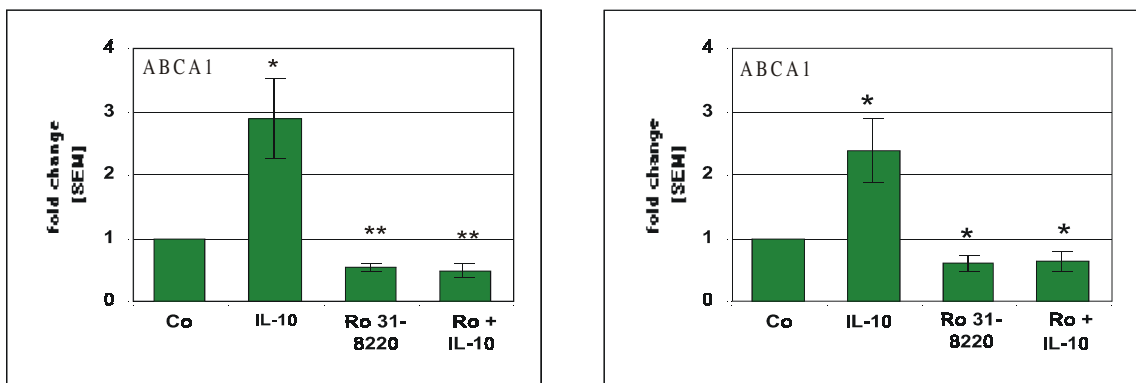 4
ABCA1
*
3
2
1
**
**
0
fold change
[SEM]
Co
IL-10
Ro 31-
8220
Ro +
IL-10
4
ABCA1
*
3
2
1
*
*
0
fold change
[SEM]
Co
IL-10
Ro 31-
8220
Ro +
IL-10